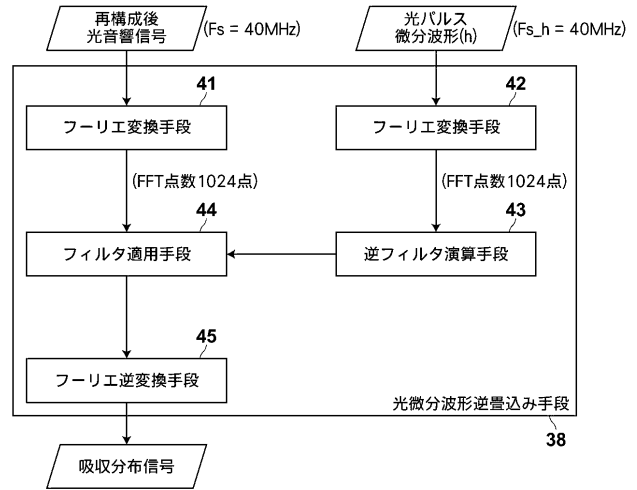 再構成後
光音響信号
(Fs = 40MHz)
光パルス
微分波形(h)
(Fs_h = 40MHz)
41
フーリエ変換手段
42
フーリエ変換手段
(FFT点数1024点)
(FFT点数1024点)
44
フィルタ適用手段
43
逆フィルタ演算手段
45
フーリエ逆変換手段
光微分波形逆畳込み手段
38
吸収分布信号